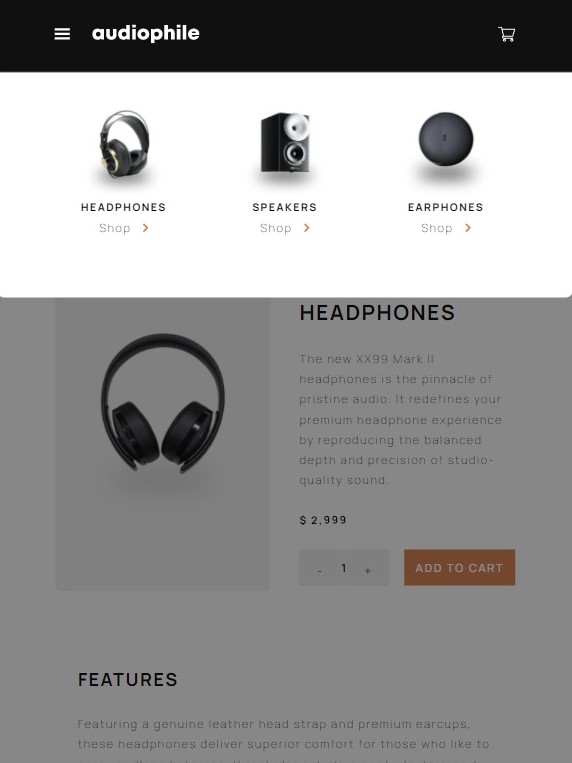 audiophile
HEADPHONES
SPEAKERS
EARPHONES
Shop
Shop
Shop
HEADPHONES
The new XX99 Mark II
headphones is the pinnacle of
pristine audio. It redefines your
premium headphone experience
by reproducing the balanced
depth and precision of studio-
quality sound.
$ 2,999
- 1 +
ADD TO CART
FEATURES
Featuring a genuine leather head strap and premium earcups,
these headphones deliver superior comfort for those who like to